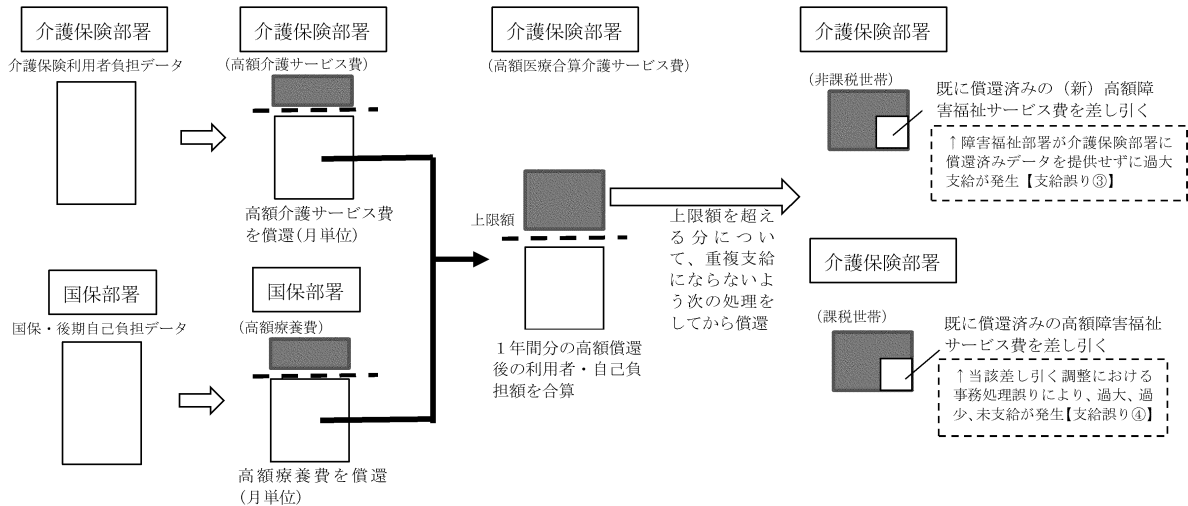 介護保険部署
介護保険利用者負担データ
介護保険部署
(高額介護サービス費)
高額介護サービス費
を償還(月単位)
国保部署
国保・後期自己負担データ
国保部署
(高額療養費)
高額療養費を償還
(月単位)
介護保険部署
(高額医療合算介護サービス費)
上限額
１年間分の高額償還
後の利用者・自己負
担額を合算
上限額を超え
る分につい
て、重複支給
にならないよ
う次の処理を
してから償還
介護保険部署
(非課税世帯)
既に償還済みの（新）高額障
害福祉サービス費を差し引く
↑障害福祉部署が介護保険部署に
償還済みデータを提供せずに過大
支給が発生【支給誤り③】
介護保険部署
(課税世帯)
既に償還済みの高額障害福祉
サービス費を差し引く
↑当該差し引く調整における
事務処理誤りにより、過大、過
少、未支給が発生【支給誤り④】